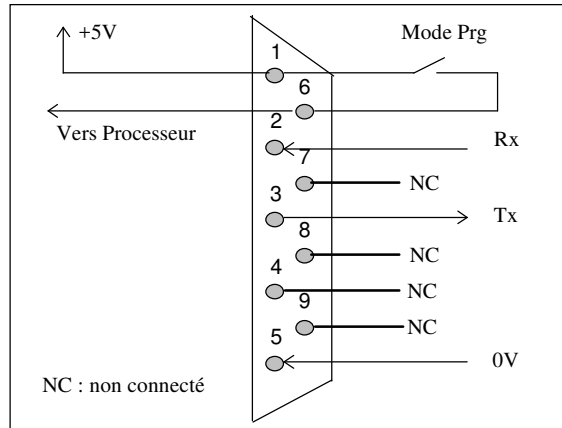 +5V
Mode Prg
1
6
Vers Processeur
2
Rx
7
NC
3
Tx
8
NC
4
NC
9
NC
5
0V
NC : non connecté